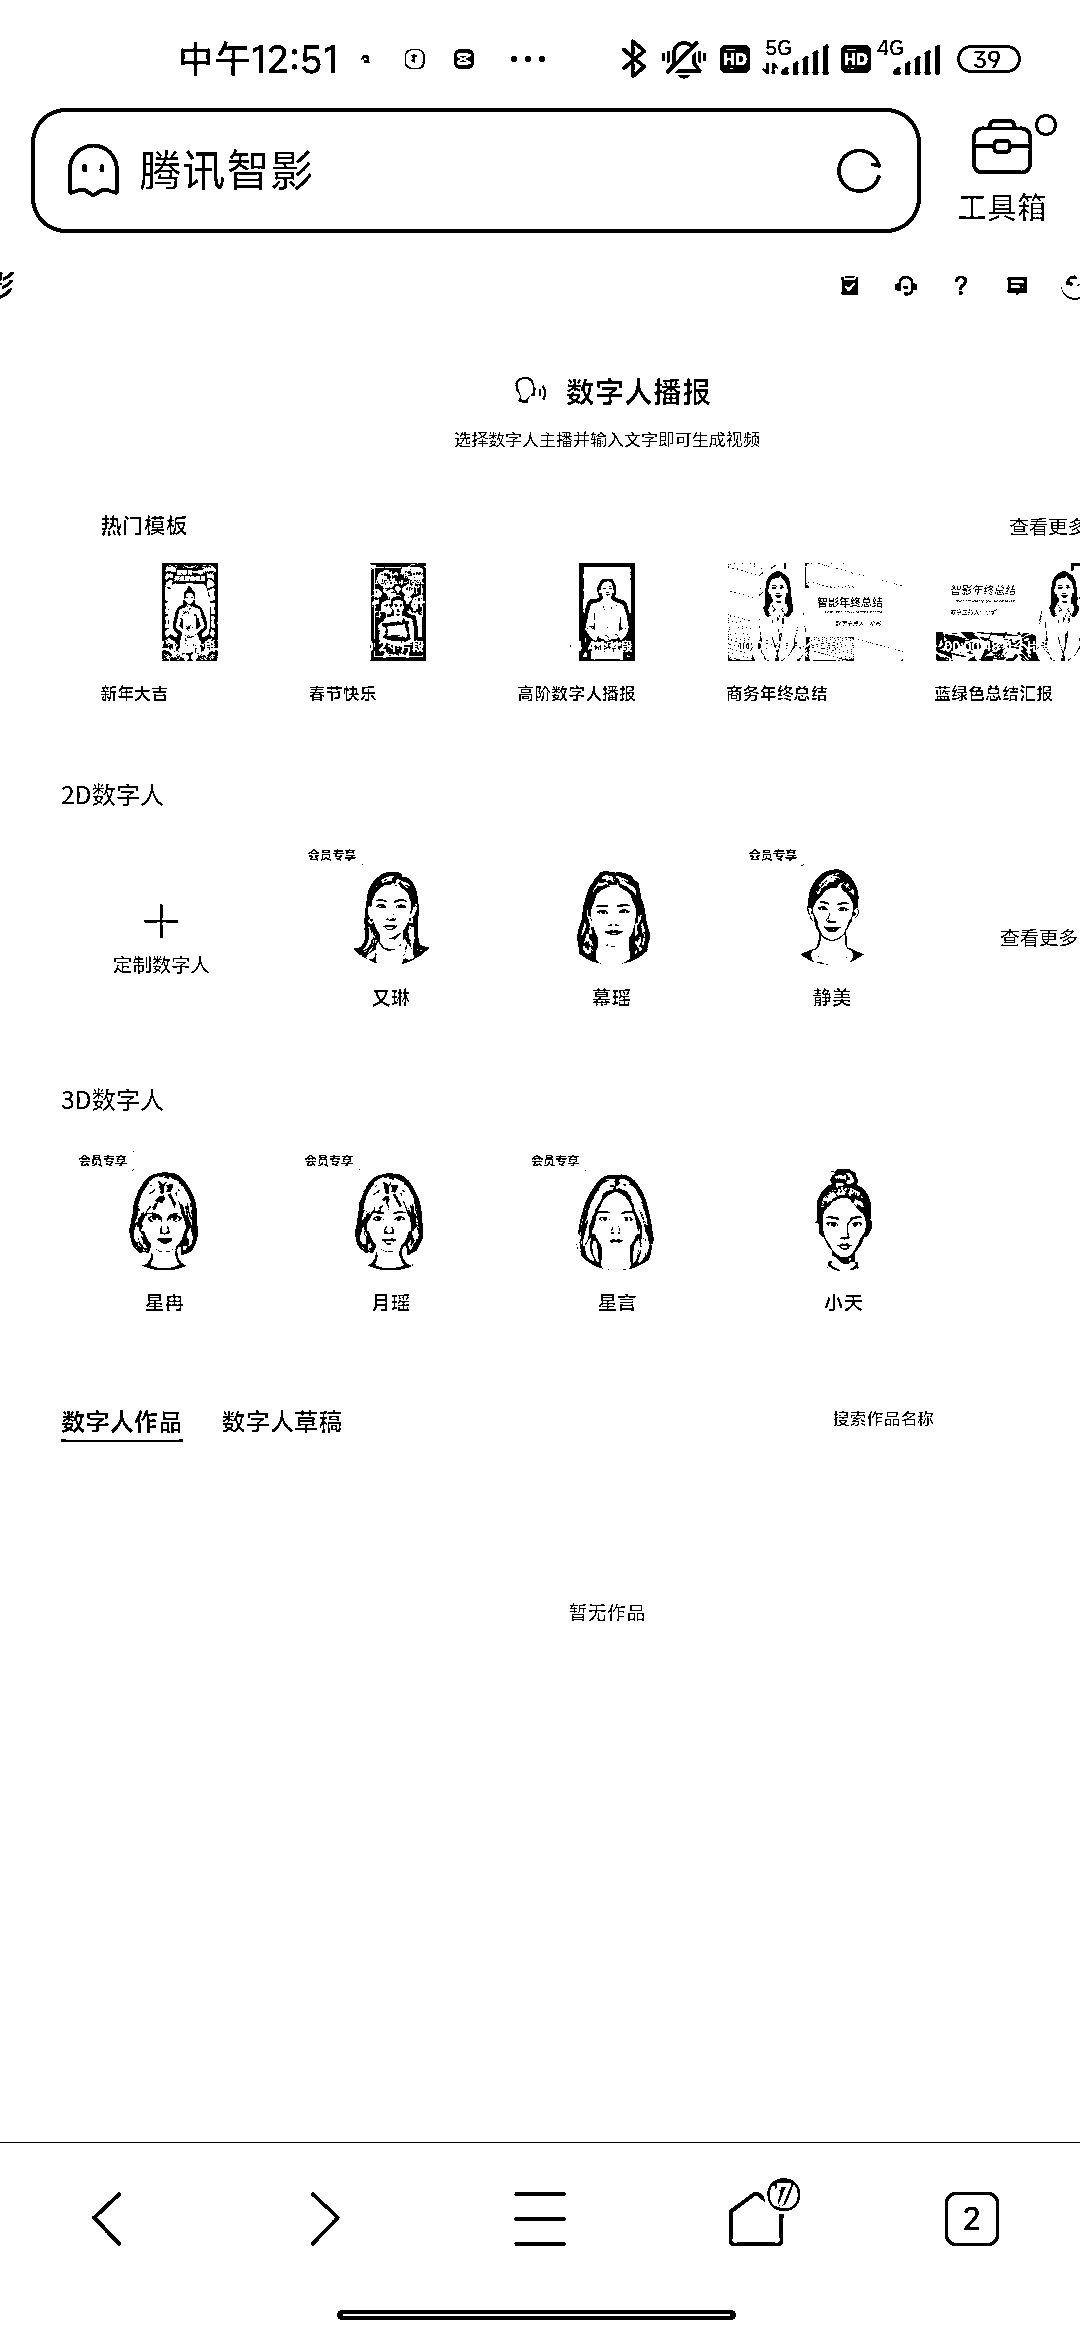 中午12:51 ... HD 5G HD 4G 39
腾讯智影
工具箱
影
数字人播报
选择数字人主播并输入文字即可生成视频
热门模板 查看更多
智影年终总结 智影年终总结
新年大吉 春节快乐 高阶数字人播报 商务年终总结 蓝绿色总结汇报
2D数字人
会员专享 会员专享
定制数字人 查看更多
又琳 慕瑶 静美
3D数字人
会员专享 会员专享 会员专享
星冉 月瑶 星言 小天
数字人作品 数字人草稿 搜索作品名称
暂无作品
2